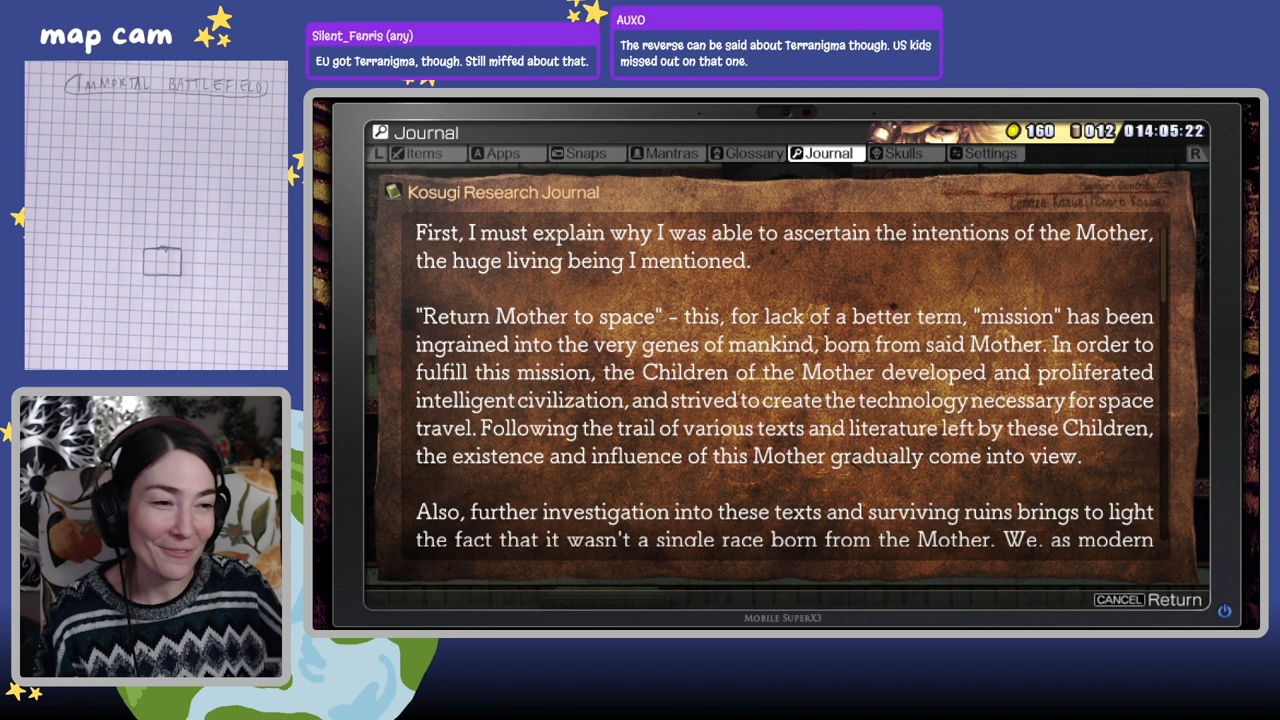 map cam
IMMORTAL BATTLEFIELD
Silent_Fenris (any)
EU got Terranigma, though. Still miffed about that.
AUXO
The reverse can be said about Terranigma though. US kids
missed out on that one.
Journal
160 012 014:05:22
L Items Apps Snaps Mantras Glossary Journal Skulls Settings R
Kosugi Research Journal
First, I must explain why I was able to ascertain the intentions of the Mother,
the huge living being I mentioned.
"Return Mother to space" - this, for lack of a better term, "mission" has been
ingrained into the very genes of mankind, born from said Mother. In order to
fulfill this mission, the Children of the Mother developed and proliferated
intelligent civilization, and strived to create the technology necessary for space
travel. Following the trail of various texts and literature left by these Children,
the existence and influence of this Mother gradually come into view.
Also, further investigation into these texts and surviving ruins brings to light
the fact that it wasn't a single race born from the Mother. We, as modern
CANCEL Return
MOBILE SUPERX3